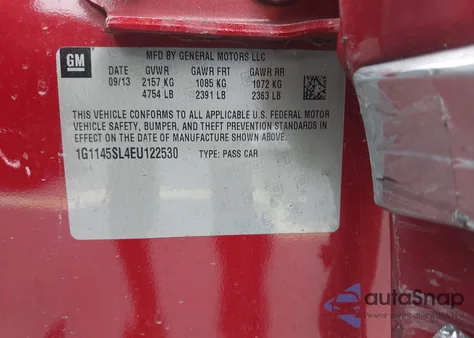 MFD BY GENERAL MOTORS LLC
GM
DATE GVWR GAWR FRT GAWR RR
09/13 2157 KG 1085 KG 1072 KG
4754 LB 2391 LB 2363 LB
THIS VEHICLE CONFORMS TO ALL APPLICABLE U.S. FEDERAL MOTOR
VEHICLE SAFETY, BUMPER, AND THEFT PREVENTION STANDARDS IN
EFFECT ON THE DATE OF MANUFACTURE SHOWN ABOVE.
1G1145SL4EU122530 TYPE: PASS CAR
autoSnap